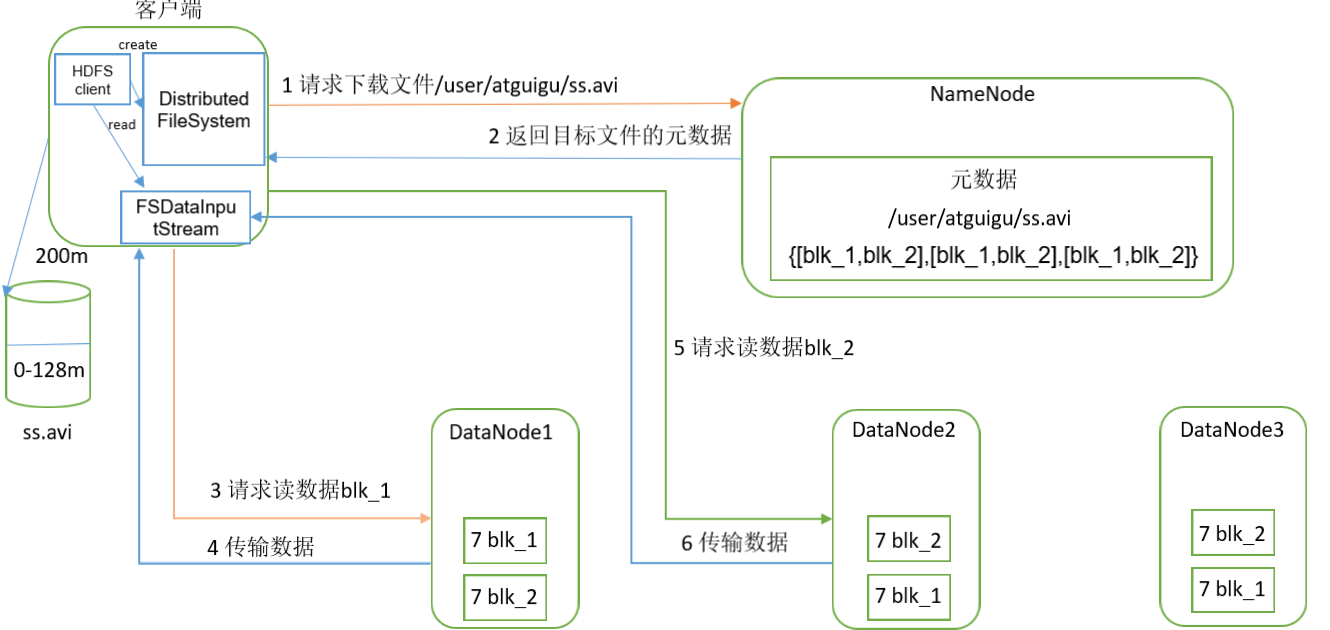 客户端
create
HDFS
client
Distributed
FileSystem
read
FSDataInpu
tStream
1 请求下载文件/user/atguigu/ss.avi
2 返回目标文件的元数据
NameNode
元数据
/user/atguigu/ss.avi
{[blk_1,blk_2],[blk_1,blk_2],[blk_1,blk_2]}
200m
0-128m
ss.avi
5 请求读数据blk_2
3 请求读数据blk_1
4 传输数据
6 传输数据
DataNode1
7 blk_1
7 blk_2
DataNode2
7 blk_2
7 blk_1
DataNode3
7 blk_2
7 blk_1